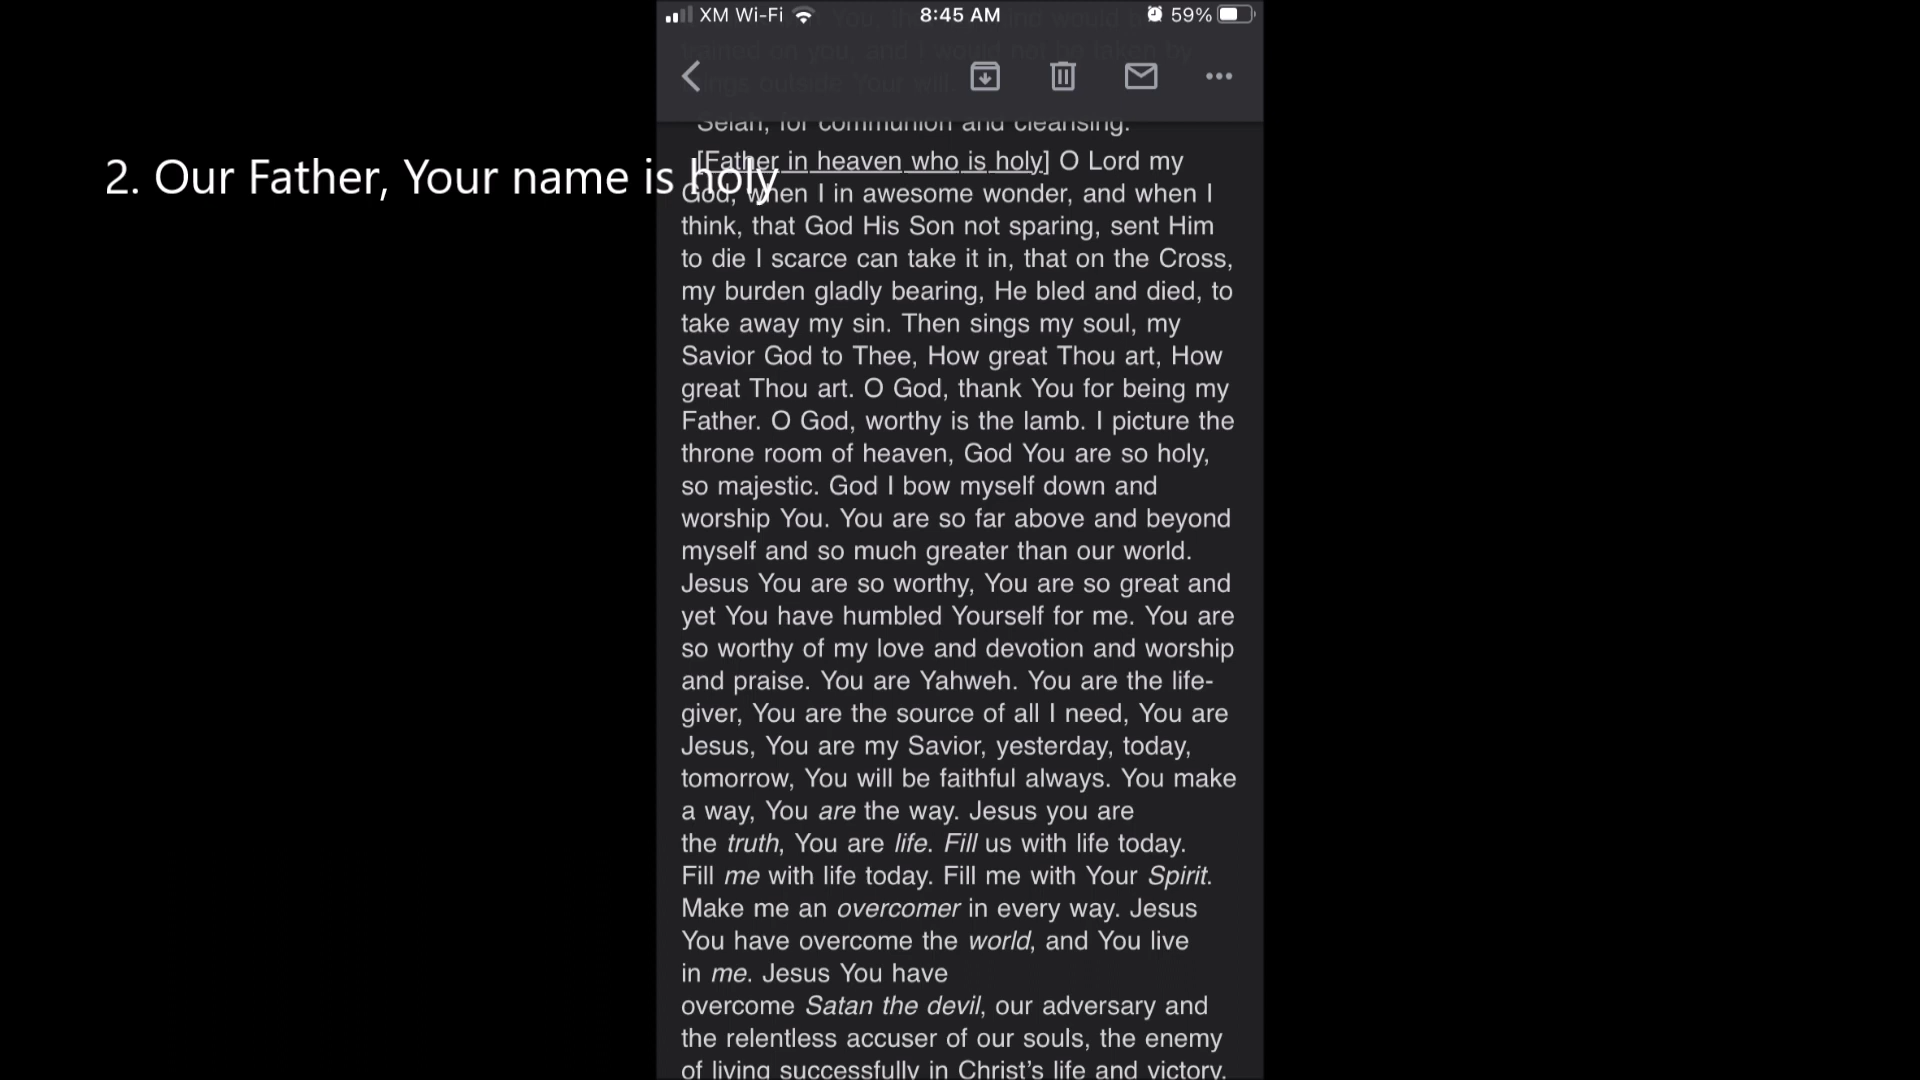 XM Wi-Fi 8:45 AM 59%
Selah, for communion and cleansing.
2. Our Father, Your name is holy
[Father in heaven who is holy] O Lord my
God, when I in awesome wonder, and when I
think, that God His Son not sparing, sent Him
to die I scarce can take it in, that on the Cross,
my burden gladly bearing, He bled and died, to
take away my sin. Then sings my soul, my
Savior God to Thee, How great Thou art, How
great Thou art. O God, thank You for being my
Father. O God, worthy is the lamb. I picture the
throne room of heaven, God You are so holy,
so majestic. God I bow myself down and
worship You. You are so far above and beyond
myself and so much greater than our world.
Jesus You are so worthy, You are so great and
yet You have humbled Yourself for me. You are
so worthy of my love and devotion and worship
and praise. You are Yahweh. You are the life-
giver, You are the source of all I need, You are
Jesus, You are my Savior, yesterday, today,
tomorrow, You will be faithful always. You make
a way, You are the way. Jesus you are
the truth, You are life. Fill us with life today.
Fill me with life today. Fill me with Your Spirit.
Make me an overcomer in every way. Jesus
You have overcome the world, and You live
in me. Jesus You have
overcome Satan the devil, our adversary and
the relentless accuser of our souls, the enemy
of living successfully in Christ's life and victory.